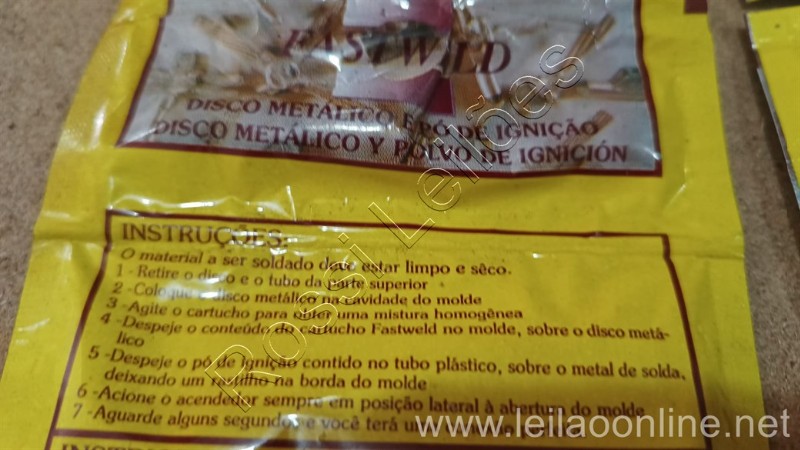 FASTWELD
DISCO METÁLICO E PÓ DE IGNIÇÃO
DISCO METÁLICO Y POLVO DE IGNICIÓN
INSTRUÇÕES:
O material a ser soldado deve estar limpo e sêco.
1 - Retire o disco e o tubo da parte superior
2 - Coloque o disco metálico na cavidade do molde
3 - Agite o cartucho para obter uma mistura homogênea
4 - Despeje o conteúdo do cartucho Fastweld no molde, sobre o disco metá-
lico
5 - Despeje o pó de ignição contido no tubo plástico, sobre o metal de solda,
deixando um rastilho na borda do molde
6 - Acione o acendedor sempre em posição lateral à abertura do molde
7 - Aguarde alguns segundos e você terá
Rossi Leilões
www.leilaoonline.net